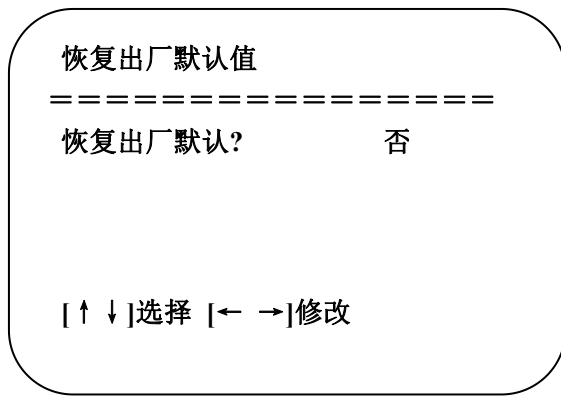 恢复出厂默认值
================
恢复出厂默认? 否
[↑ ↓]选择 [← →]修改